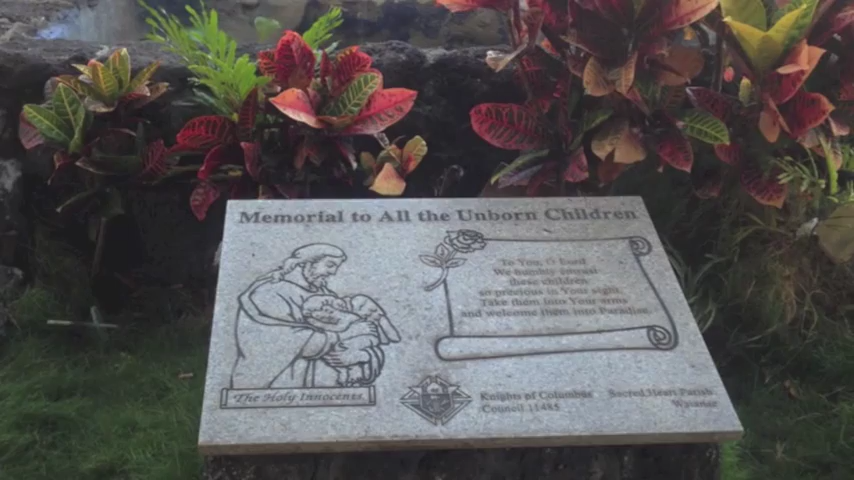 Memorial to All the Unborn Children
To You, O Lord
We humbly entrust
these children
so precious in Your sight.
Take them into Your arms
and welcome them into Paradise.
The Holy Innocents
Knights of Columbus
Council 11485
Sacred Heart Parish